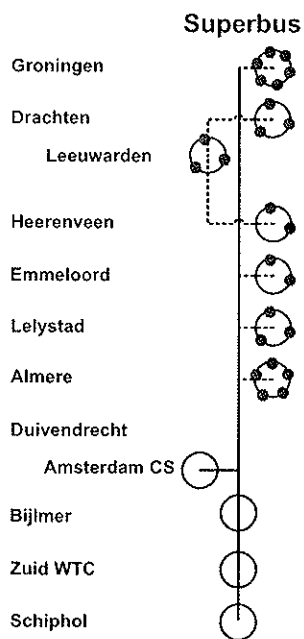 Superbus
Groningen
Drachten
Leeuwarden
Heerenveen
Emmeloord
Lelystad
Almere
Duivendrecht
Amsterdam CS
Bijlmer
Zuid WTC
Schiphol